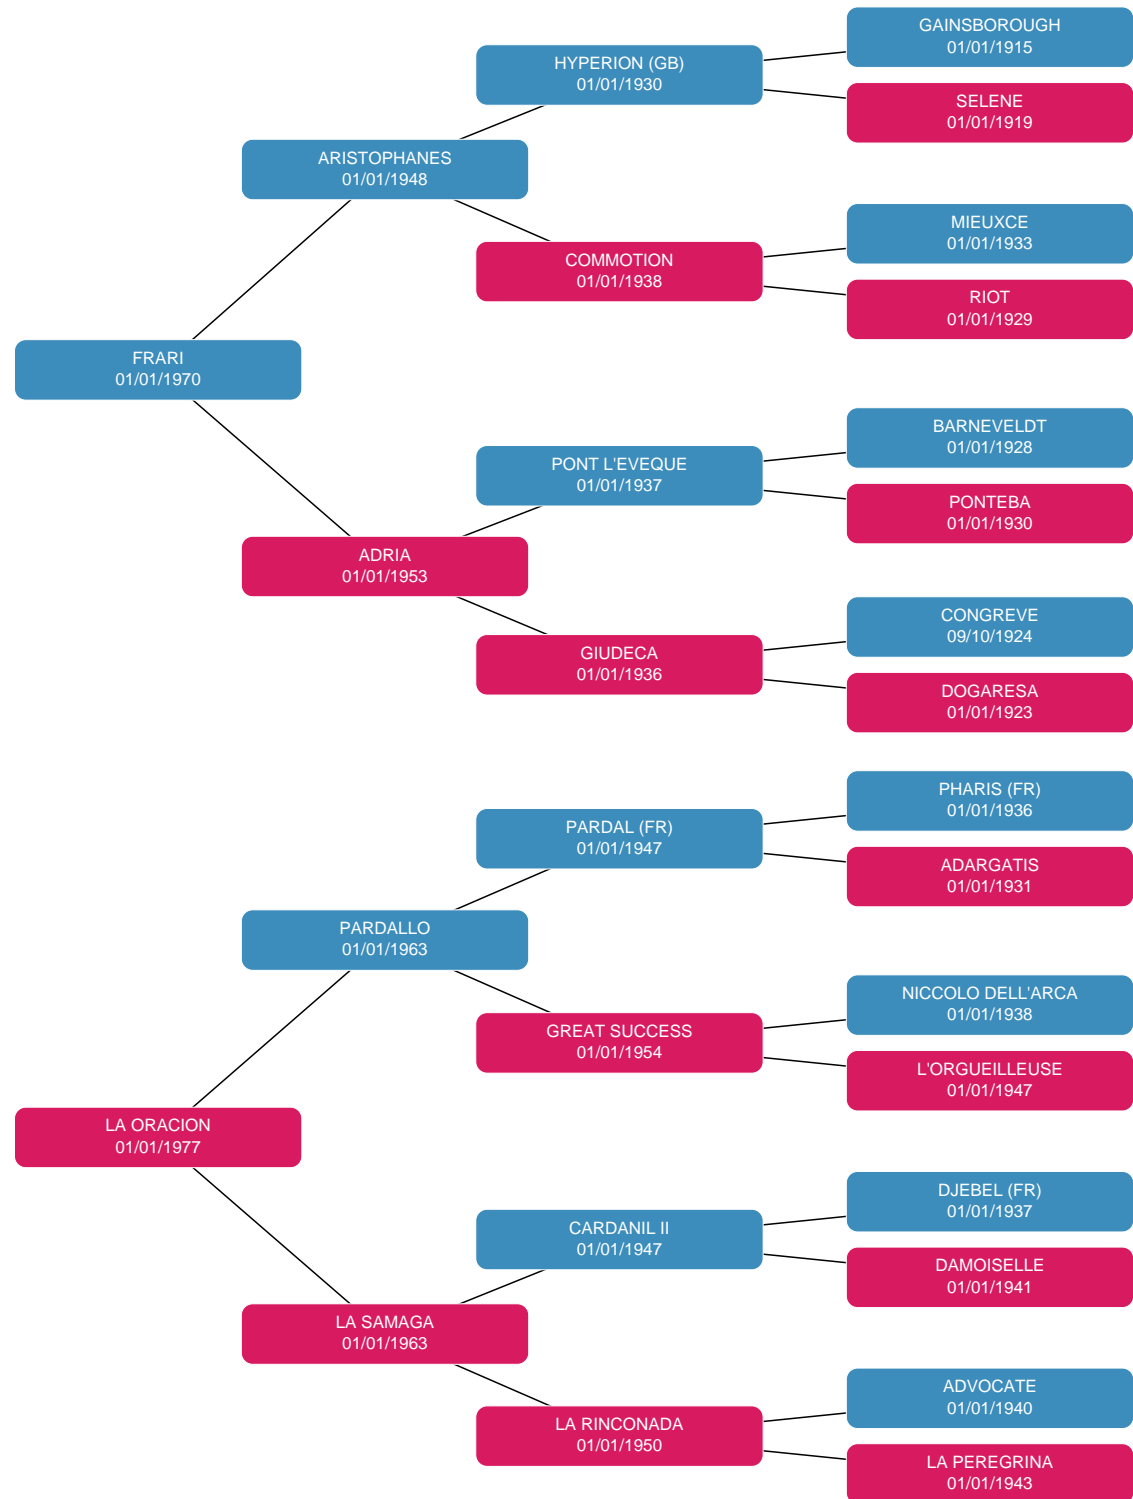 GAINSBOROUGH
01/01/1915
HYPERION (GB)
01/01/1930
SELENE
01/01/1919
ARISTOPHANES
01/01/1948
MIEUXCE
01/01/1933
COMMOTION
01/01/1938
RIOT
01/01/1929
FRARI
01/01/1970
BARNEVELDT
01/01/1928
PONT L'EVEQUE
01/01/1937
PONTEBA
01/01/1930
ADRIA
01/01/1953
CONGREVE
09/10/1924
GIUDECA
01/01/1936
DOGARESA
01/01/1923
PHARIS (FR)
01/01/1936
PARDAL (FR)
01/01/1947
ADARGATIS
01/01/1931
PARDALLO
01/01/1963
NICCOLO DELL'ARCA
01/01/1938
GREAT SUCCESS
01/01/1954
L'ORGUEILLEUSE
01/01/1947
LA ORACION
01/01/1977
DJEBEL (FR)
01/01/1937
CARDANIL II
01/01/1947
DAMOISELLE
01/01/1941
LA SAMAGA
01/01/1963
ADVOCATE
01/01/1940
LA RINCONADA
01/01/1950
LA PEREGRINA
01/01/1943